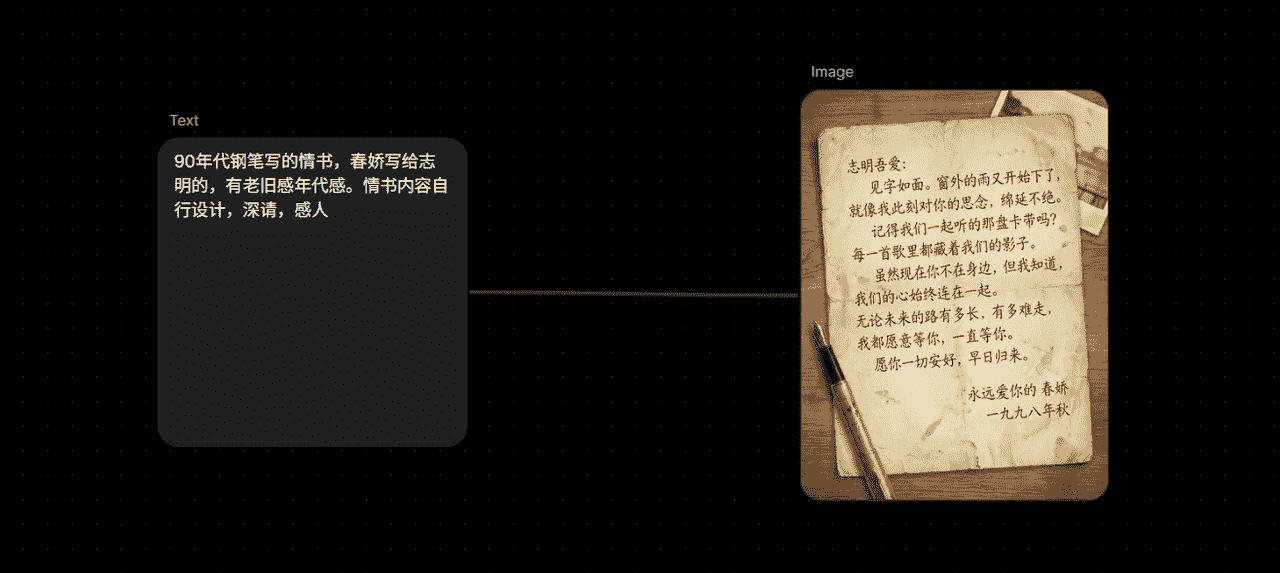 Text
90年代钢笔写的情书，春娇写给志
明的，有老旧感年代感。情书内容自
行设计，深请，感人
Image
志明吾爱：
见字如面。窗外的雨又开始下了，
就像我此刻对你的思念，绵延不绝。
记得我们一起听的那盘卡带吗？
每一首歌里都藏着我们的影子。
虽然现在你不在身边，但我知道，
我们的心始终连在一起。
无论未来的路有多长，有多难走，
我都愿意等你，一直等你。
愿你一切安好，早日归来。
永远爱你的 春娇
一九九八年秋